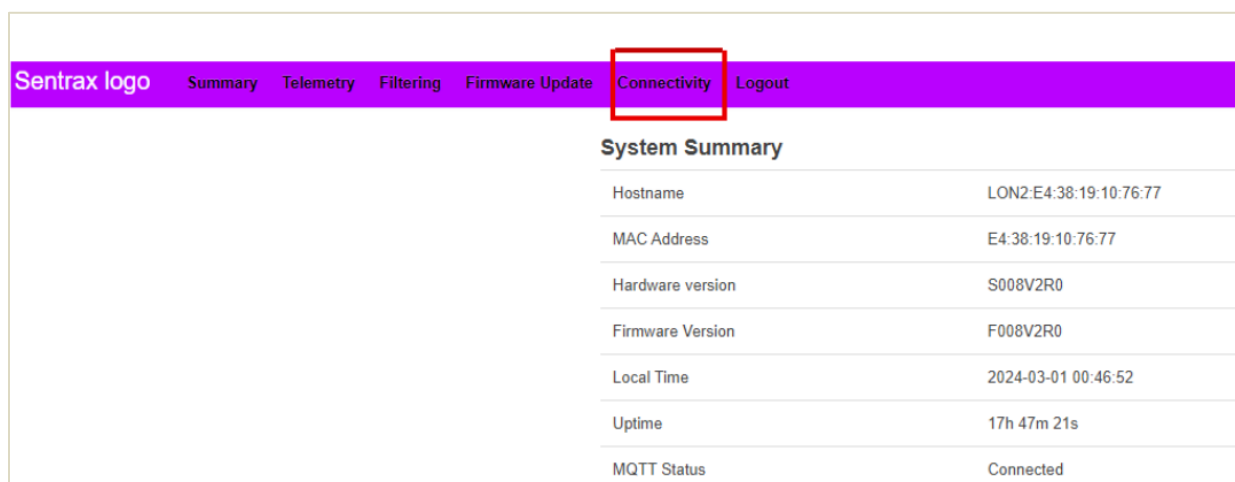 Sentrax logo Summary Telemetry Filtering Firmware Update Connectivity Logout
System Summary
Hostname LON2:E4:38:19:10:76:77
MAC Address E4:38:19:10:76:77
Hardware version S008V2R0
Firmware Version F008V2R0
Local Time 2024-03-01 00:46:52
Uptime 17h 47m 21s
MQTT Status Connected